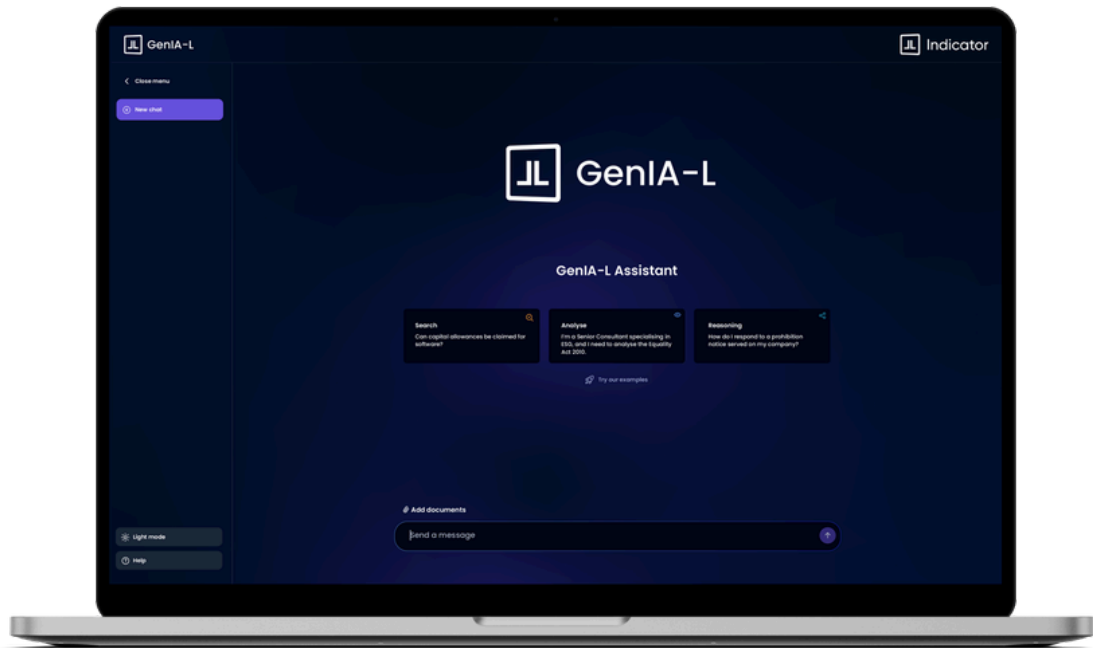 GenIA-L
Indicator
Close menu
New chat
GenIA-L
GenIA-L Assistant
Search
Can capital allowances be claimed for
software?
Analyse
I'm a Senior Consultant specialising in
ESG, and I need to analyse the Equality
Act 2010.
Reasoning
How do I respond to a prohibition
notice served on my company?
Try our examples
Add documents
Send a message
Light mode
Help